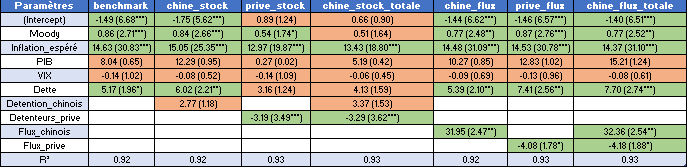 Paramètres benchmark chine_stock prive_stock chine_stock_totale chine_flux prive_flux chine_flux_totale
(Intercept) -1.49 (6.68***) -1.75 (5.62***) 0.89 (1.24) 0.66 (0.90) -1.44 (6.62***) -1.46 (6.57***) -1.40 (6.51***)
Moody 0.86 (2.71***) 0.84 (2.66***) 0.54 (1.74*) 0.51 (1.64) 0.77 (2.48**) 0.87 (2.76***) 0.77 (2.52**)
Inflation_espéré 14.63 (30.83***) 15.05 (25.35***) 12.97 (19.87***) 13.43 (18.80***) 14.48 (31.09***) 14.53 (30.78***) 14.37 (31.10***)
PIB 8.04 (0.65) 12.29 (0.95) 0.27 (0.02) 5.19 (0.42) 10.27 (0.85) 12.83 (1.02) 15.21 (1.24)
VIX -0.14 (1.02) -0.08 (0.52) -0.14 (1.09) -0.06 (0.45) -0.09 (0.69) -0.13 (0.96) -0.08 (0.61)
Dette 5.17 (1.96*) 6.02 (2.21**) 3.16 (1.24) 4.13 (1.59) 5.39 (2.10**) 7.41 (2.56**) 7.70 (2.74***)
Detention_chinois 2.77 (1.18) 3.37 (1.53)
Detenteurs_prive -3.19 (3.49***) -3.29 (3.62***)
Flux_chinois 31.95 (2.47**) 32.36 (2.54**)
Flux_prive -4.08 (1.78*) -4.18 (1.88*)
R² 0.92 0.92 0.93 0.93 0.93 0.92 0.93